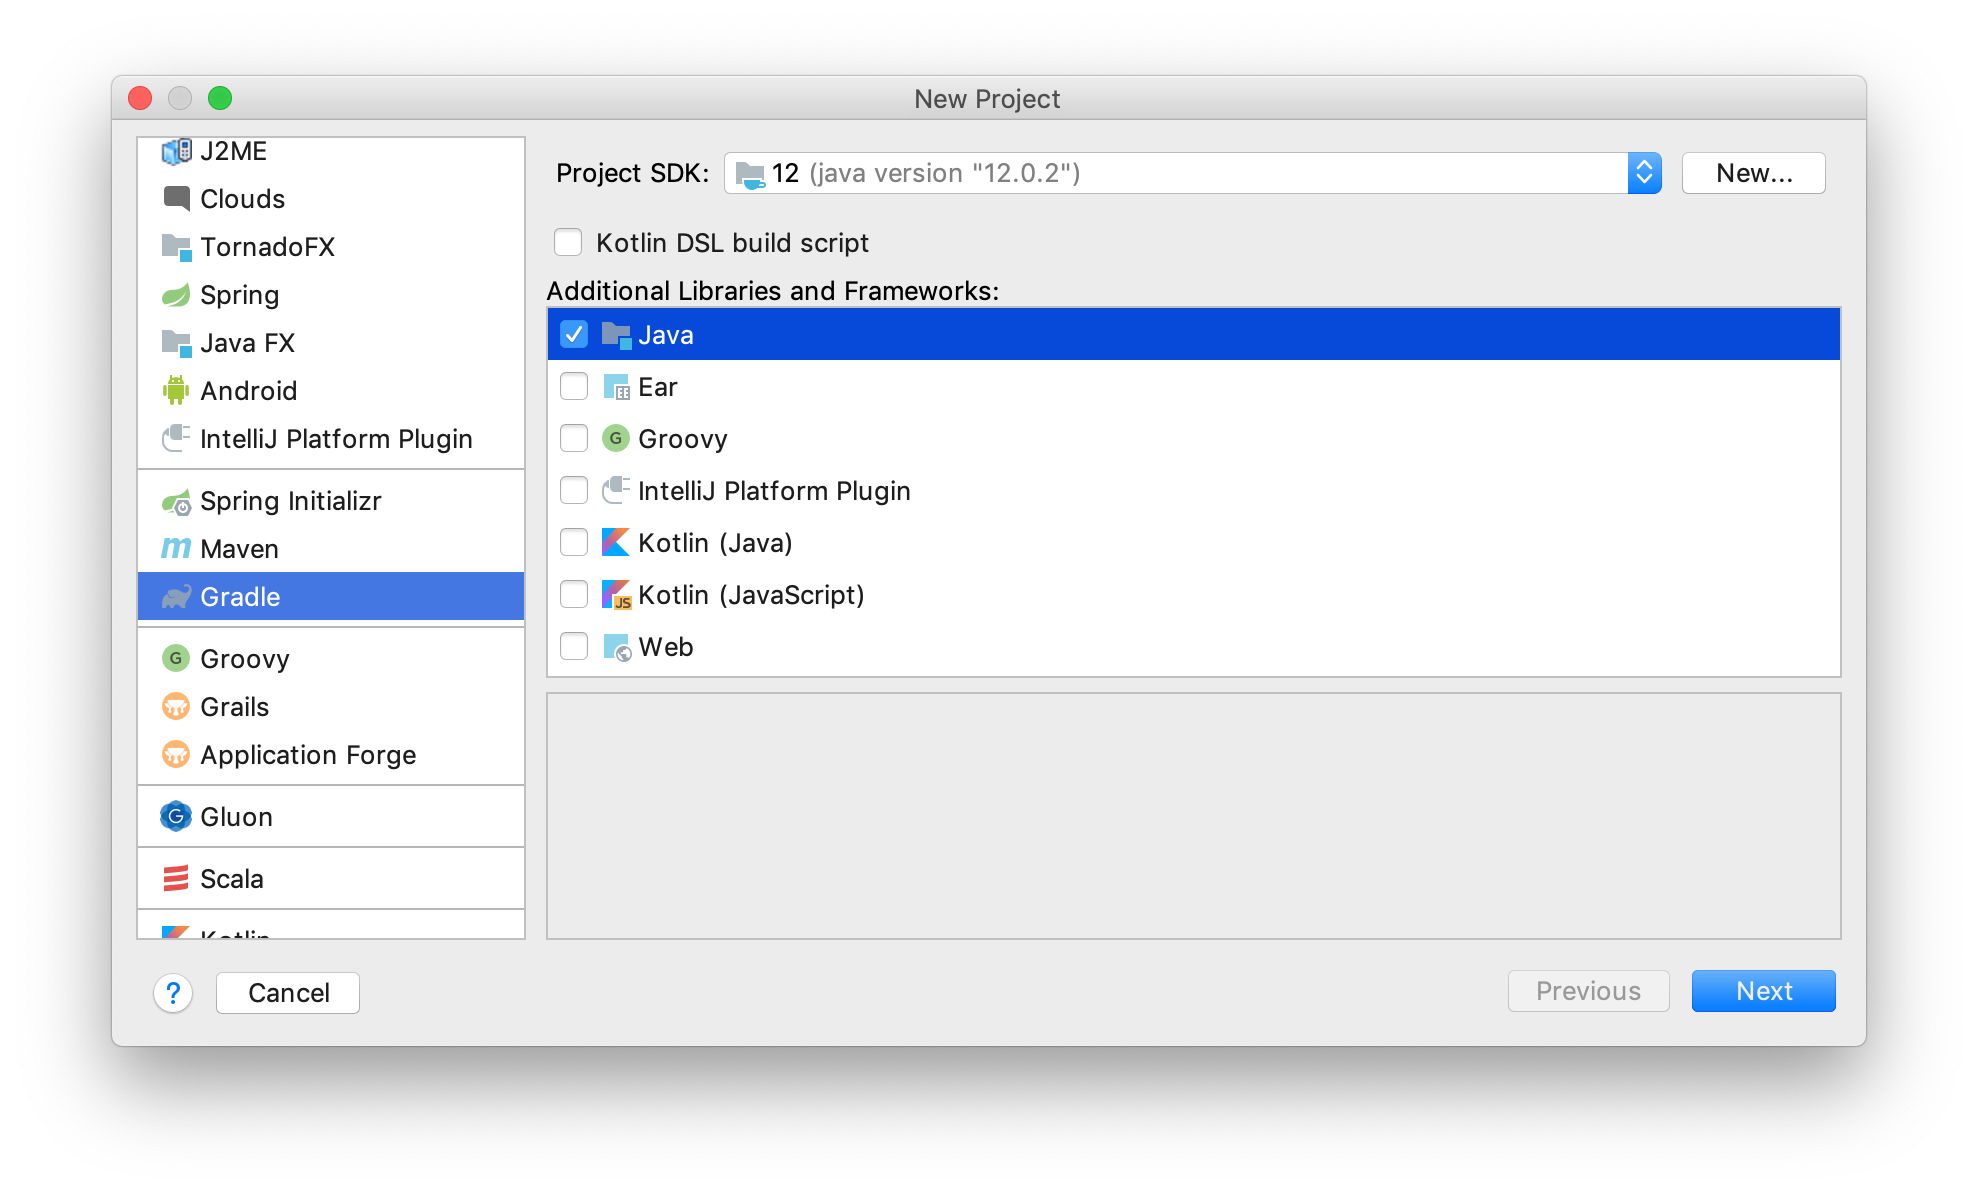 New Project
J2ME
Clouds
TornadoFX
Spring
Java FX
Android
IntelliJ Platform Plugin
Spring Initializr
Maven
Gradle
Groovy
Grails
Application Forge
Gluon
Scala
Kotlin
Project SDK: 12 (java version "12.0.2") New...
Kotlin DSL build script
Additional Libraries and Frameworks:
Java
Ear
Groovy
IntelliJ Platform Plugin
Kotlin (Java)
Kotlin (JavaScript)
Web
? Cancel Previous Next